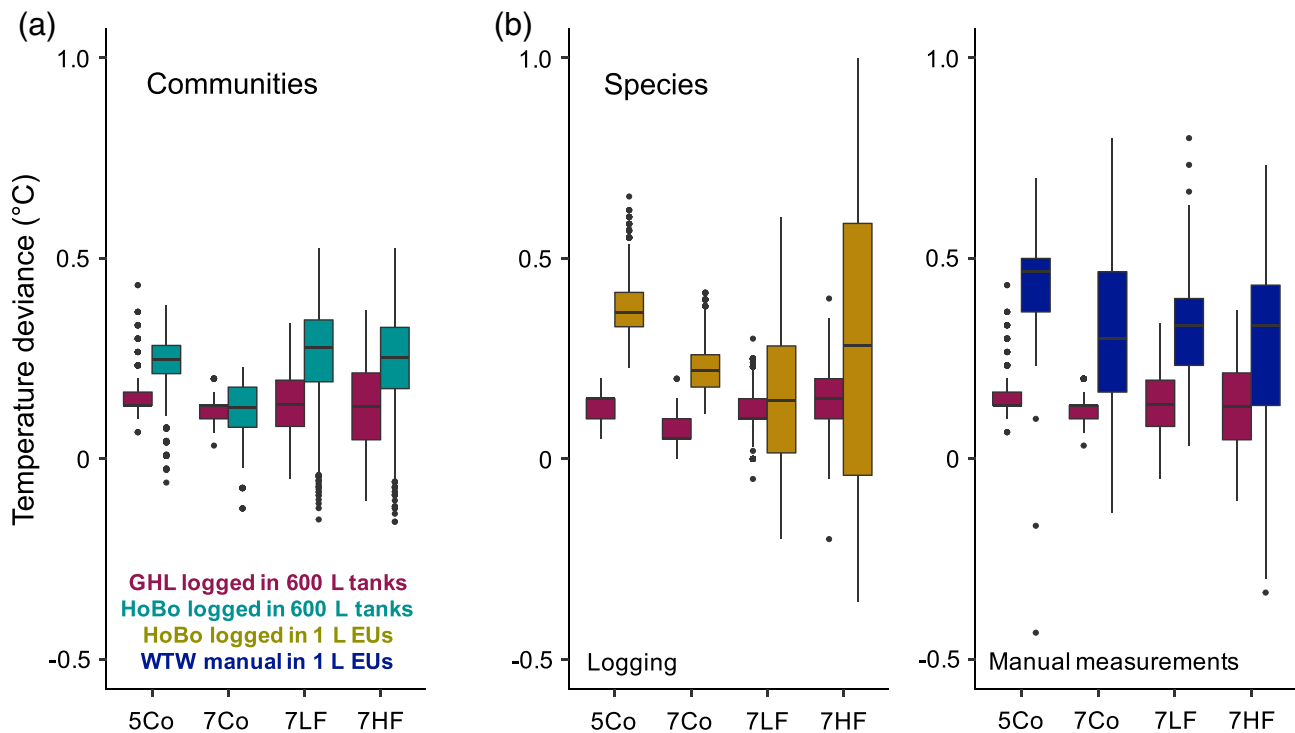 (a)
(b)
Communities
Species
Temperature deviance (°C)
1.0
0.5
0
-0.5
GHL logged in 600 L tanks
HoBo logged in 600 L tanks
HoBo logged in 1 L EUs
WTW manual in 1 L EUs
5Co 7Co 7LF 7HF
1.0
0.5
0
-0.5
Logging
5Co 7Co 7LF 7HF
1.0
0.5
0
-0.5
Manual measurements
5Co 7Co 7LF 7HF